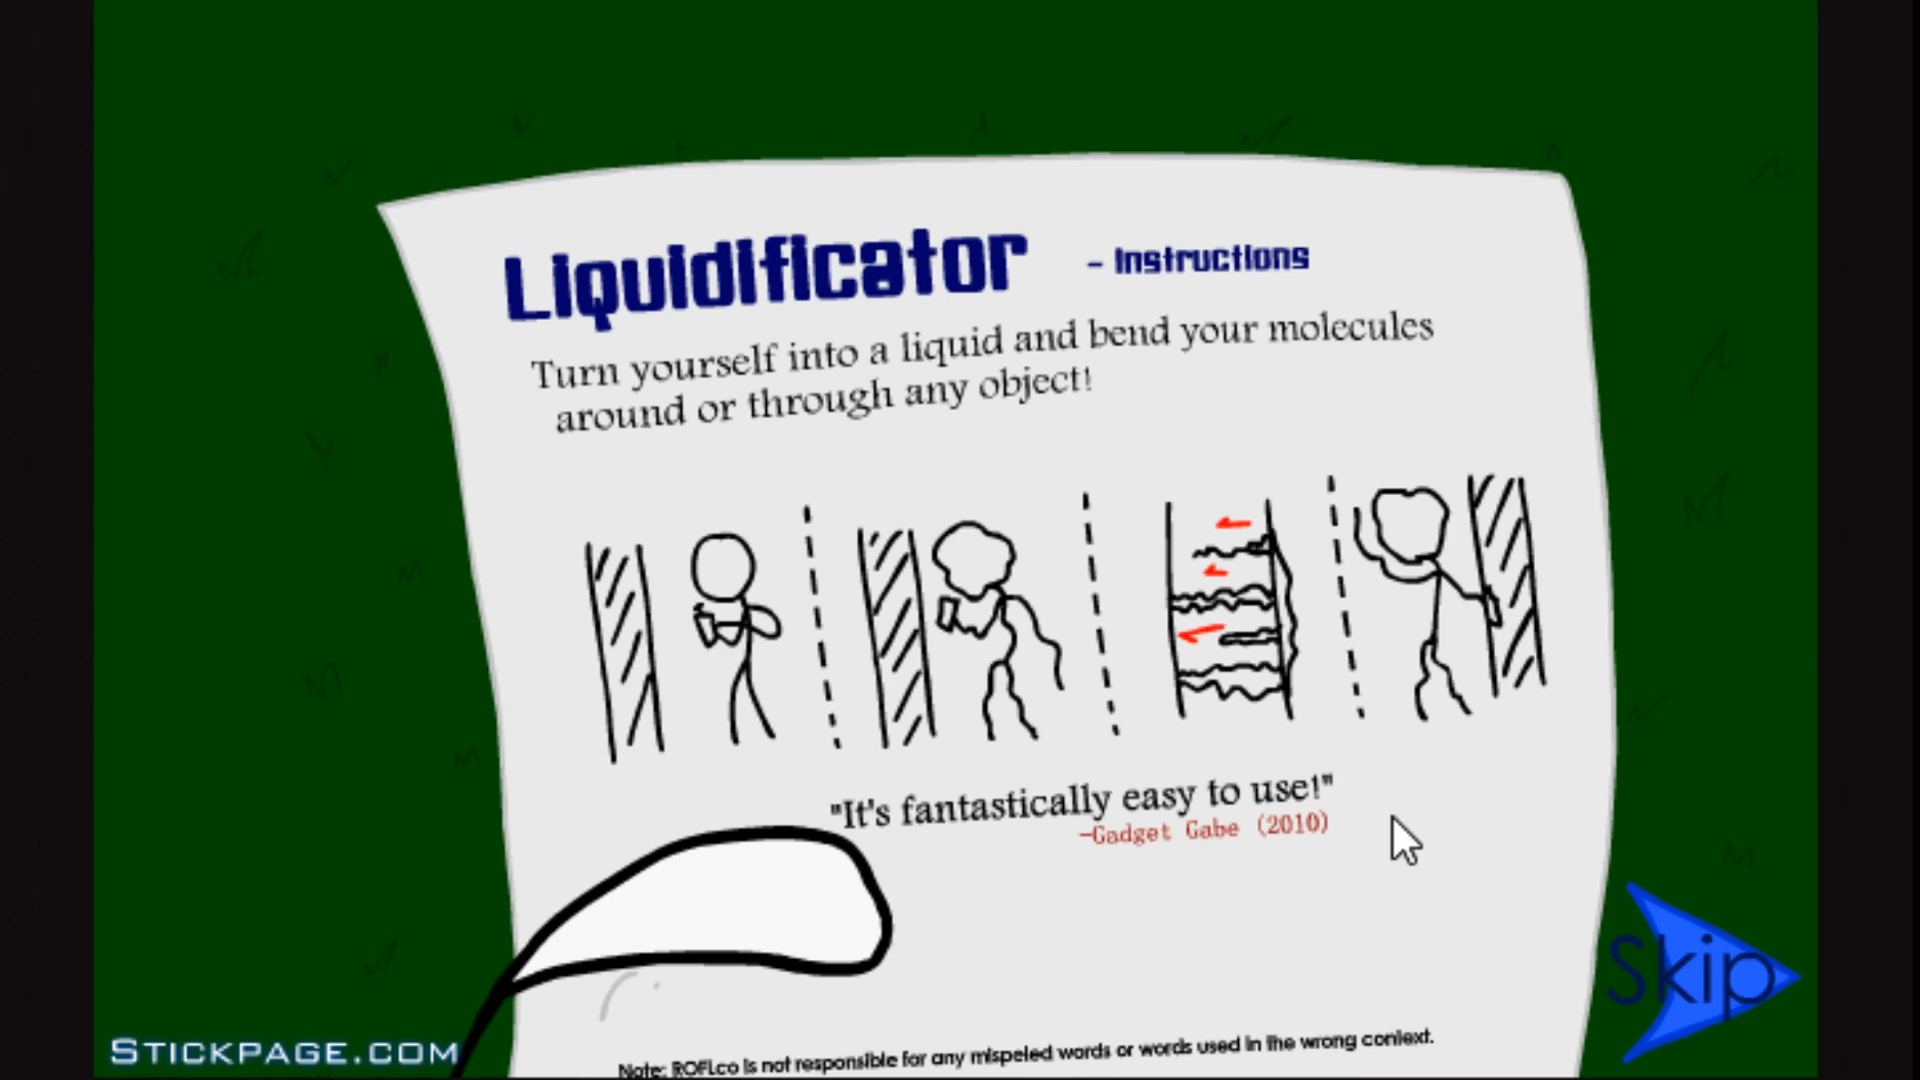 Liquidificator - Instructions
Turn yourself into a liquid and bend your molecules
around or through any object!
"It's fantastically easy to use!"
-Gadget Gabe (2010)
Skip
STICKPAGE.COM
Note: ROFLco is not responsible for any mispeled words or words used in the wrong context.